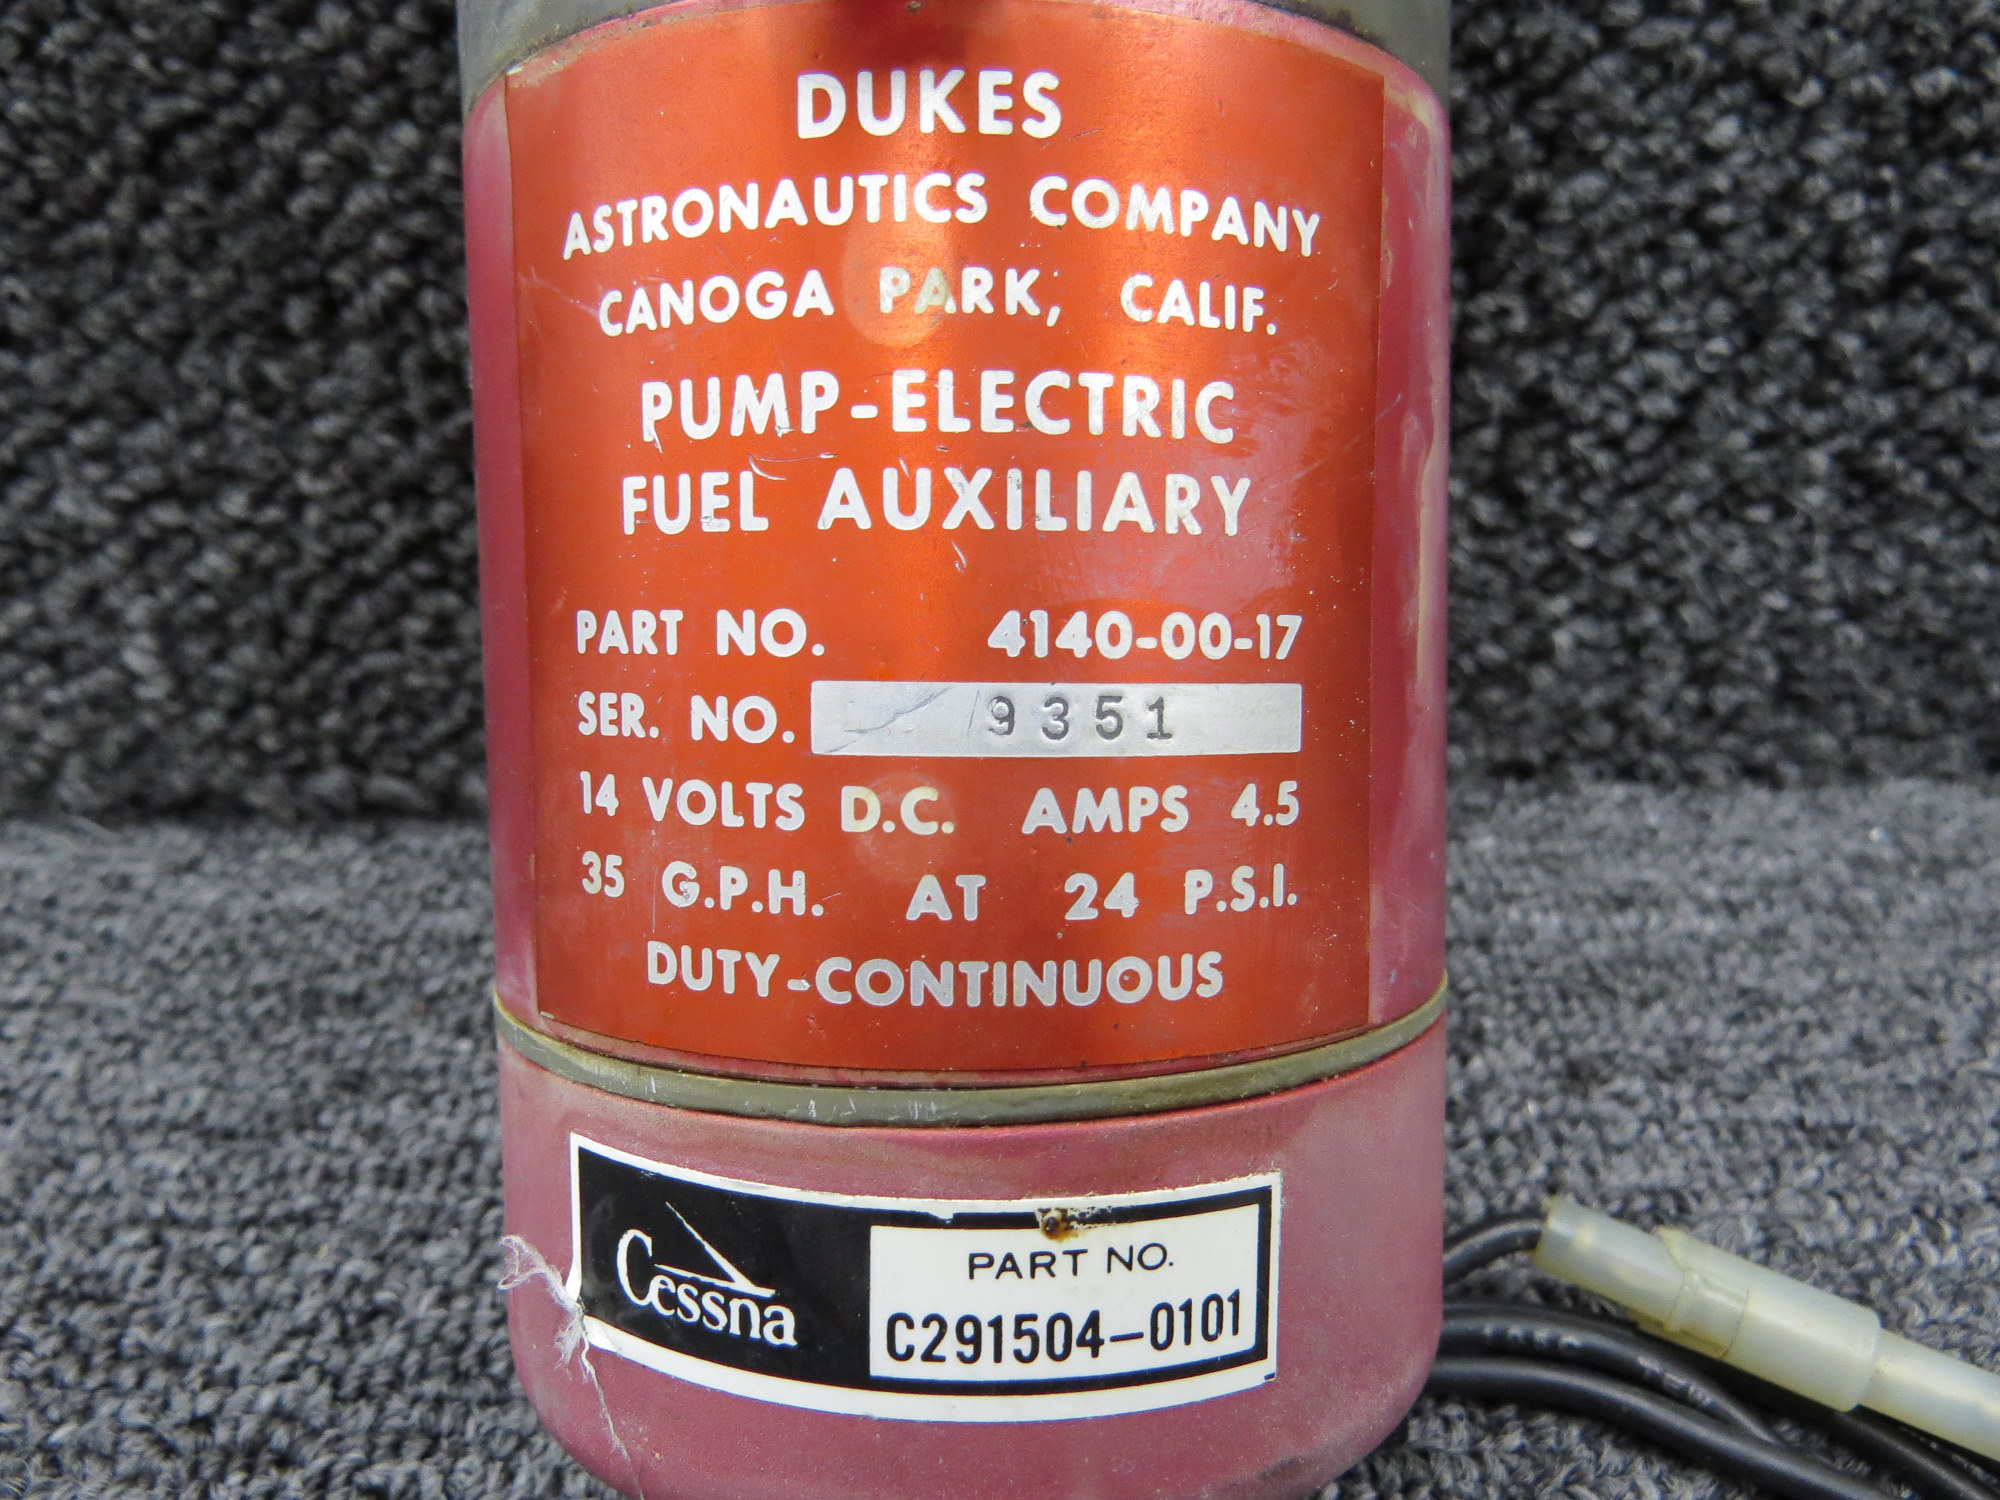 DUKES
ASTRONAUTICS COMPANY
CANOGA PARK, CALIF.
PUMP-ELECTRIC
FUEL AUXILIARY
PART NO. 4140-00-17
SER. NO. 9351
14 VOLTS D.C. AMPS 4.5
35 G.P.H. AT 24 P.S.I.
DUTY-CONTINUOUS
Cessna
PART NO.
C291504-0101